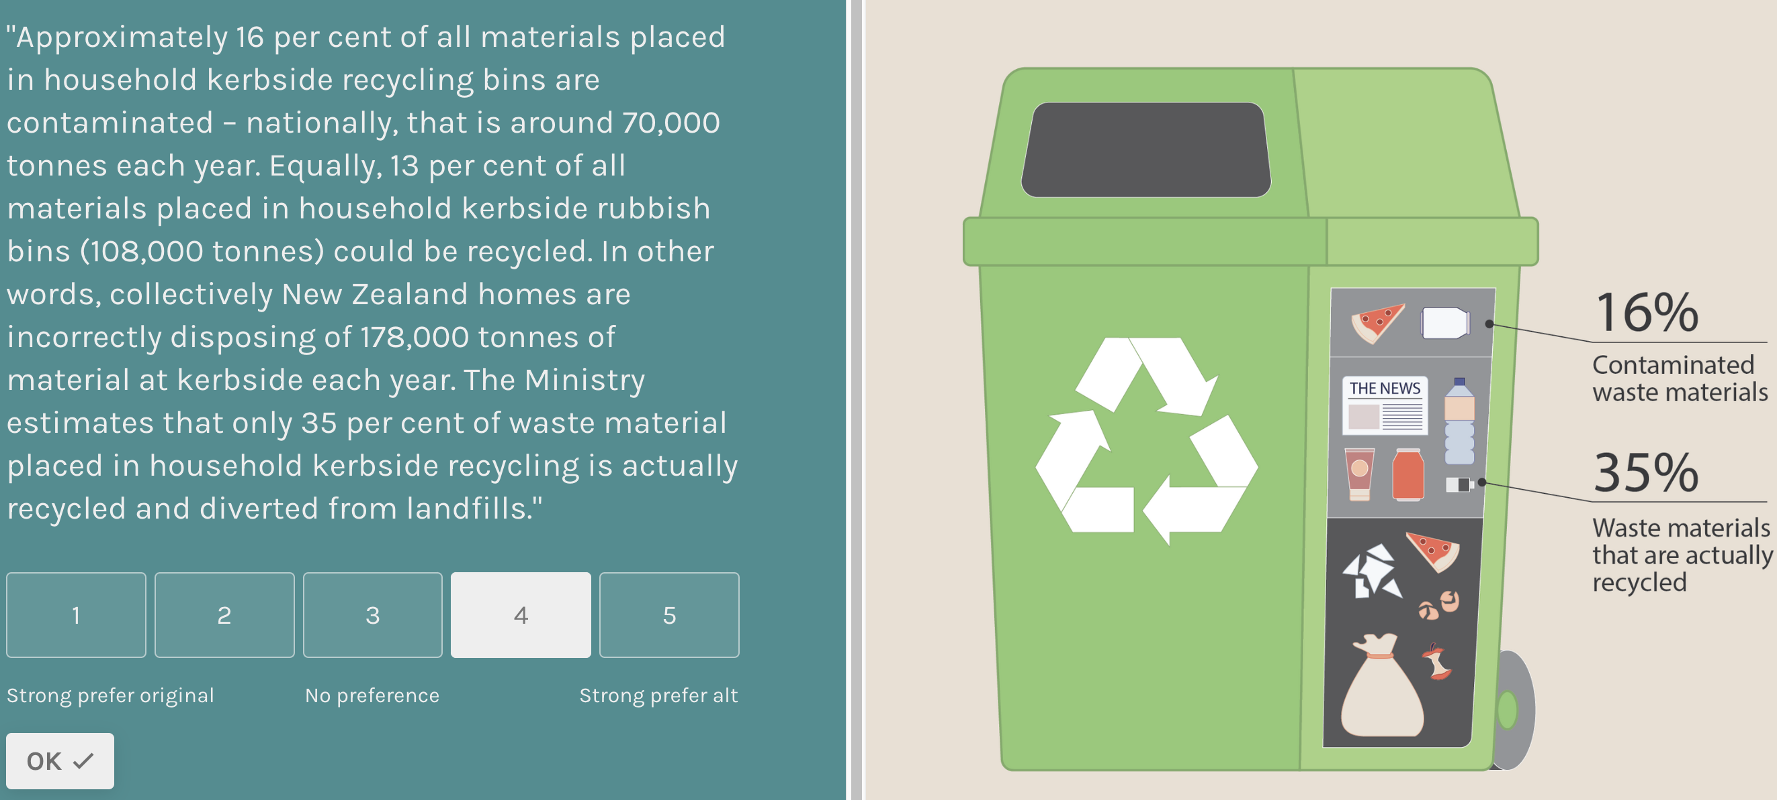 "Approximately 16 per cent of all materials placed
in household kerbside recycling bins are
contaminated – nationally, that is around 70,000
tonnes each year. Equally, 13 per cent of all
materials placed in household kerbside rubbish
bins (108,000 tonnes) could be recycled. In other
words, collectively New Zealand homes are
incorrectly disposing of 178,000 tonnes of
material at kerbside each year. The Ministry
estimates that only 35 per cent of waste material
placed in household kerbside recycling is actually
recycled and diverted from landfills."
1 2 3 4 5
Strong prefer original No preference Strong prefer alt
OK ✓
THE NEWS
16%
Contaminated
waste materials
35%
Waste materials
that are actually
recycled